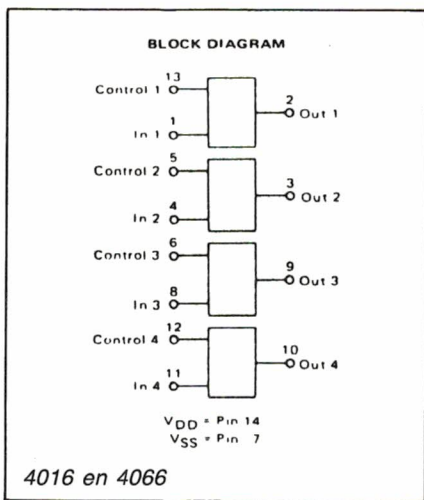 BLOCK DIAGRAM
13
Control 1
2
Out 1
1
In 1
5
Control 2
3
Out 2
4
In 2
6
Control 3
9
Out 3
8
In 3
12
Control 4
10
Out 4
11
In 4
VDD = Pin 14
VSS = Pin 7
4016 en 4066